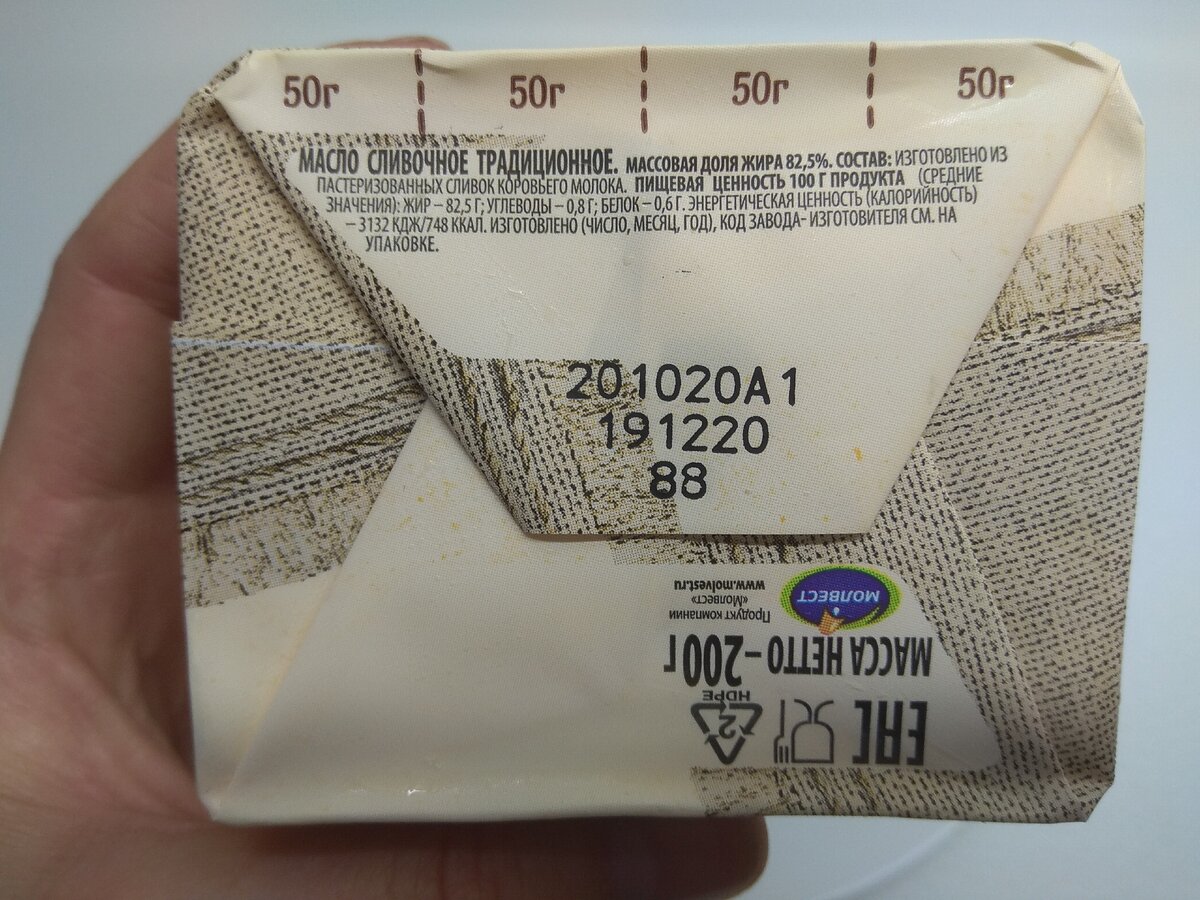 50г 50г 50г 50г
МАСЛО СЛИВОЧНОЕ ТРАДИЦИОННОЕ. МАССОВАЯ ДОЛЯ ЖИРА 82,5%. СОСТАВ: ИЗГОТОВЛЕНО ИЗ
ПАСТЕРИЗОВАННЫХ СЛИВОК КОРОВЬЕГО МОЛОКА. ПИЩЕВАЯ ЦЕННОСТЬ 100 Г ПРОДУКТА (СРЕДНИЕ
ЗНАЧЕНИЯ): ЖИР – 82,5 Г; УГЛЕВОДЫ – 0,8 Г; БЕЛОК – 0,6 Г. ЭНЕРГЕТИЧЕСКАЯ ЦЕННОСТЬ (КАЛОРИЙНОСТЬ)
– 3132 КДЖ/748 ККАЛ. ИЗГОТОВЛЕНО (ЧИСЛО, МЕСЯЦ, ГОД), КОД ЗАВОДА- ИЗГОТОВИТЕЛЯ СМ. НА
УПАКОВКЕ.
201020А1
191220
88
EAC
2
HDPE
МАССА НЕТТО – 200 г
МОЛВЕСТ
Продукт компании
«Молвест»
www.molvest.ru